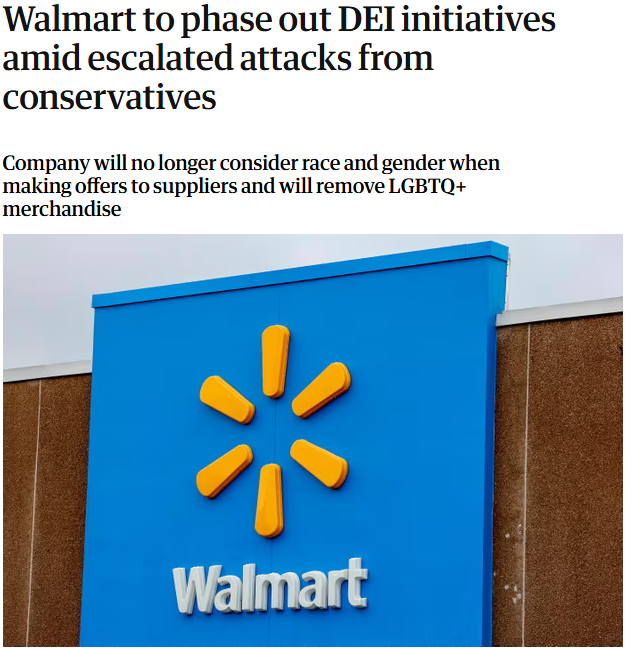 Walmart to phase out DEI initiatives
amid escalated attacks from
conservatives
Company will no longer consider race and gender when
making offers to suppliers and will remove LGBTQ+
merchandise
Walmart